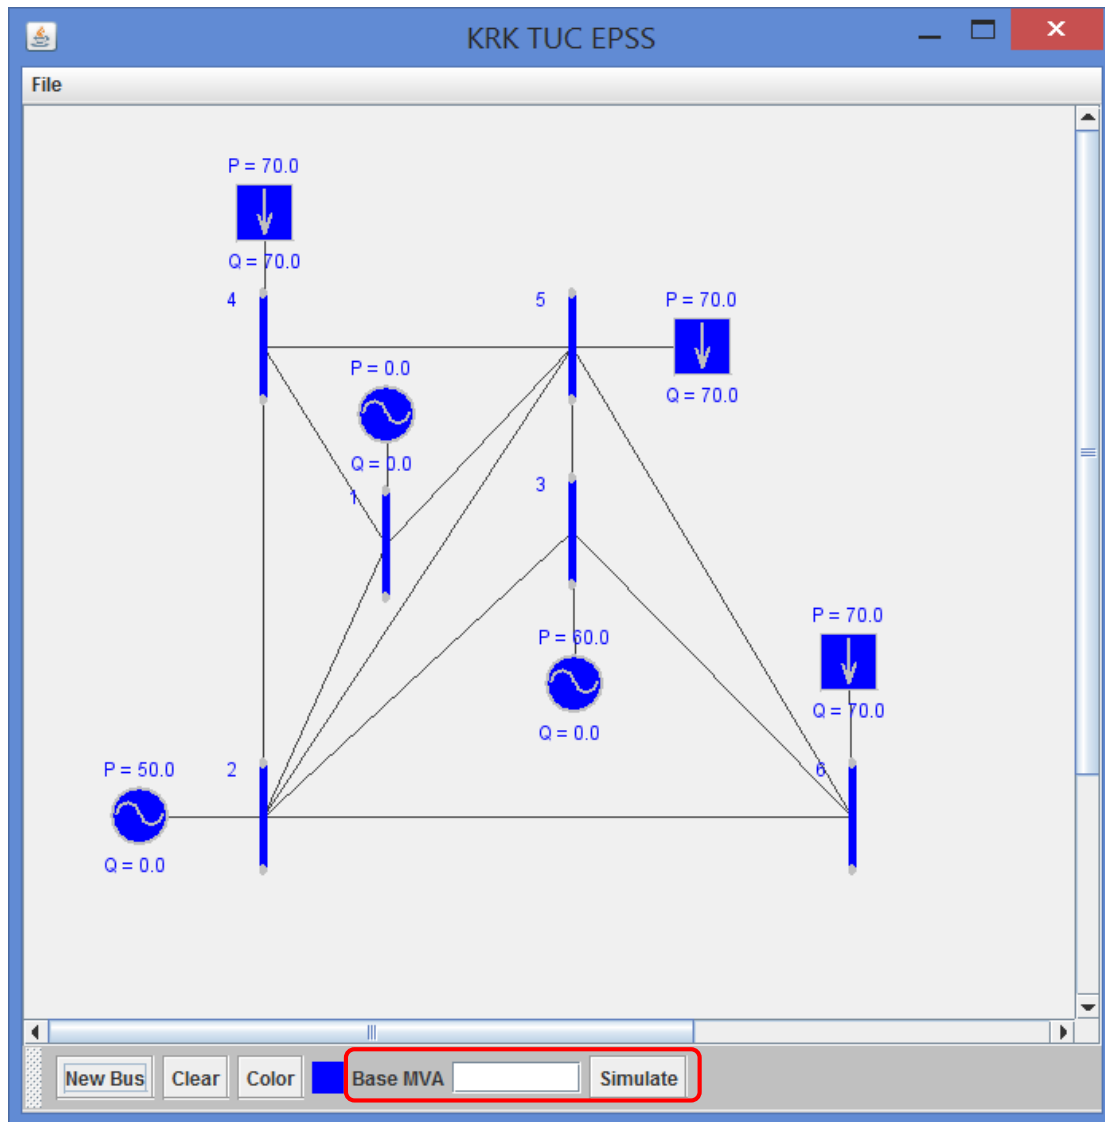 KRK TUC EPSS
File
P = 70.0
Q = 70.0
4
5
P = 70.0
Q = 70.0
P = 0.0
Q = 0.0
1
3
P = 60.0
Q = 0.0
P = 70.0
Q = 70.0
6
P = 50.0
2
Q = 0.0
New Bus Clear Color Base MVA Simulate